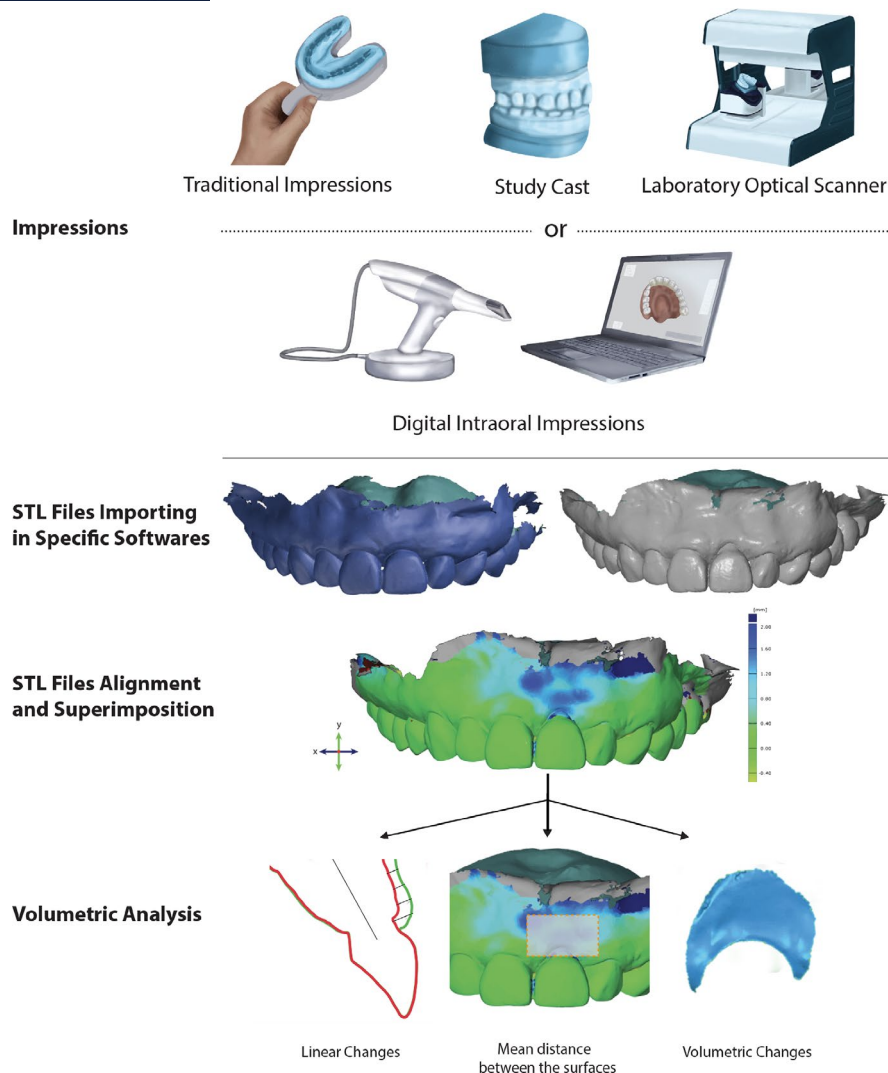 Traditional Impressions
Study Cast
Laboratory Optical Scanner
Impressions
or
Digital Intraoral Impressions
STL Files Importing
in Specific Softwares
[mm]
2.00
1.60
1.20
0.80
0.40
0.00
-0.40
STL Files Alignment
and Superimposition
y
x
Volumetric Analysis
Linear Changes
Mean distance
between the surfaces
Volumetric Changes